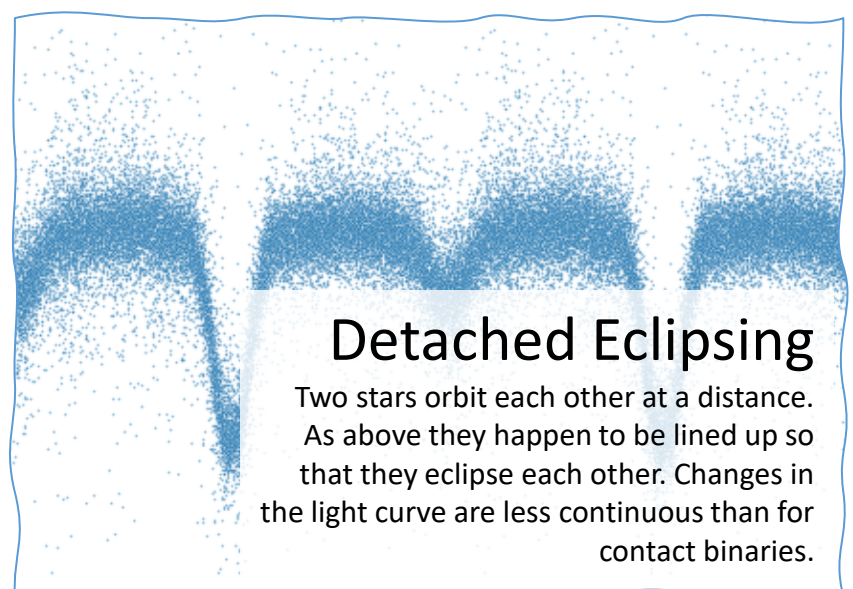 Detached Eclipsing
Two stars orbit each other at a distance.
As above they happen to be lined up so
that they eclipse each other. Changes in
the light curve are less continuous than for
contact binaries.